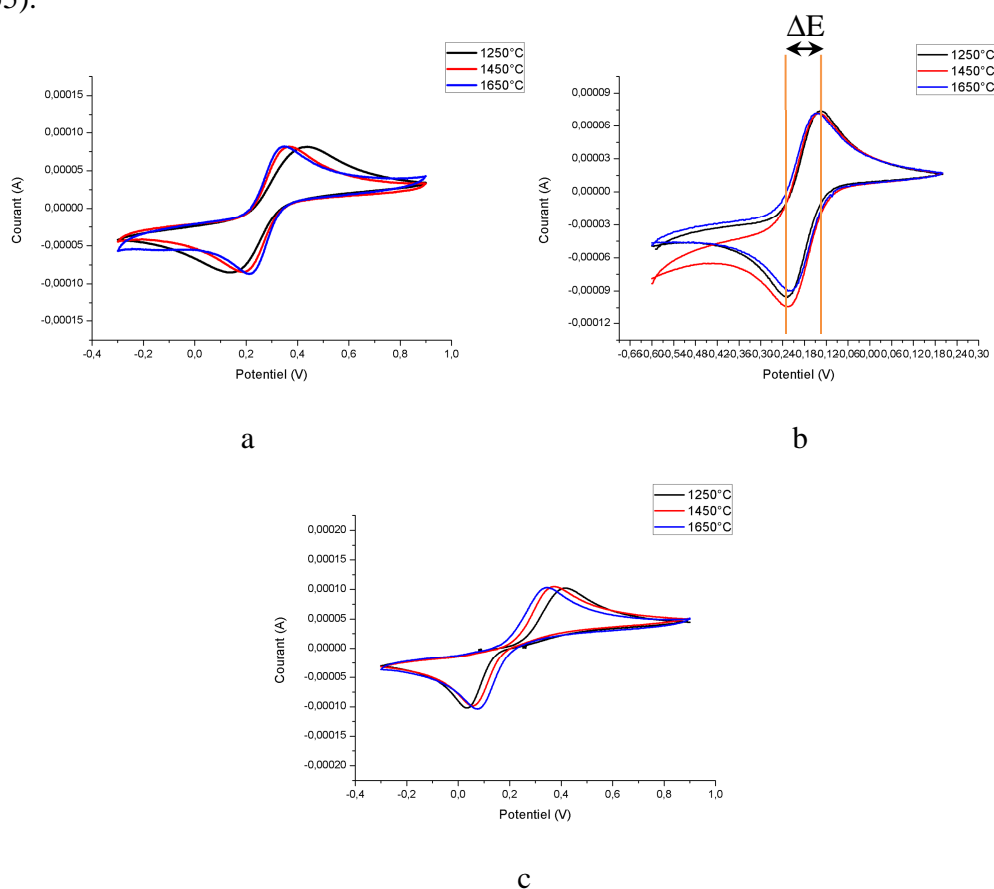 55).
ΔE
1250°C
1450°C
1650°C
0,00015
0,00010
0,00005
0,00000
-0,00005
-0,00010
-0,00015
Courant (A)
-0,4 -0,2 0,0 0,2 0,4 0,6 0,8 1,0
Potentiel (V)
a
1250°C
1450°C
1650°C
0,00009
0,00006
0,00003
0,00000
-0,00003
-0,00006
-0,00009
-0,00012
Courant (A)
-0,66-0,60-0,54-0,48-0,42-0,36-0,30-0,24-0,18-0,12-0,06 0,00 0,06 0,12 0,18 0,24 0,30
Potentiel (V)
b
1250°C
1450°C
1650°C
0,00020
0,00015
0,00010
0,00005
0,00000
-0,00005
-0,00010
-0,00015
-0,00020
Courant (A)
-0,4 -0,2 0,0 0,2 0,4 0,6 0,8 1,0
Potentiel (V)
c